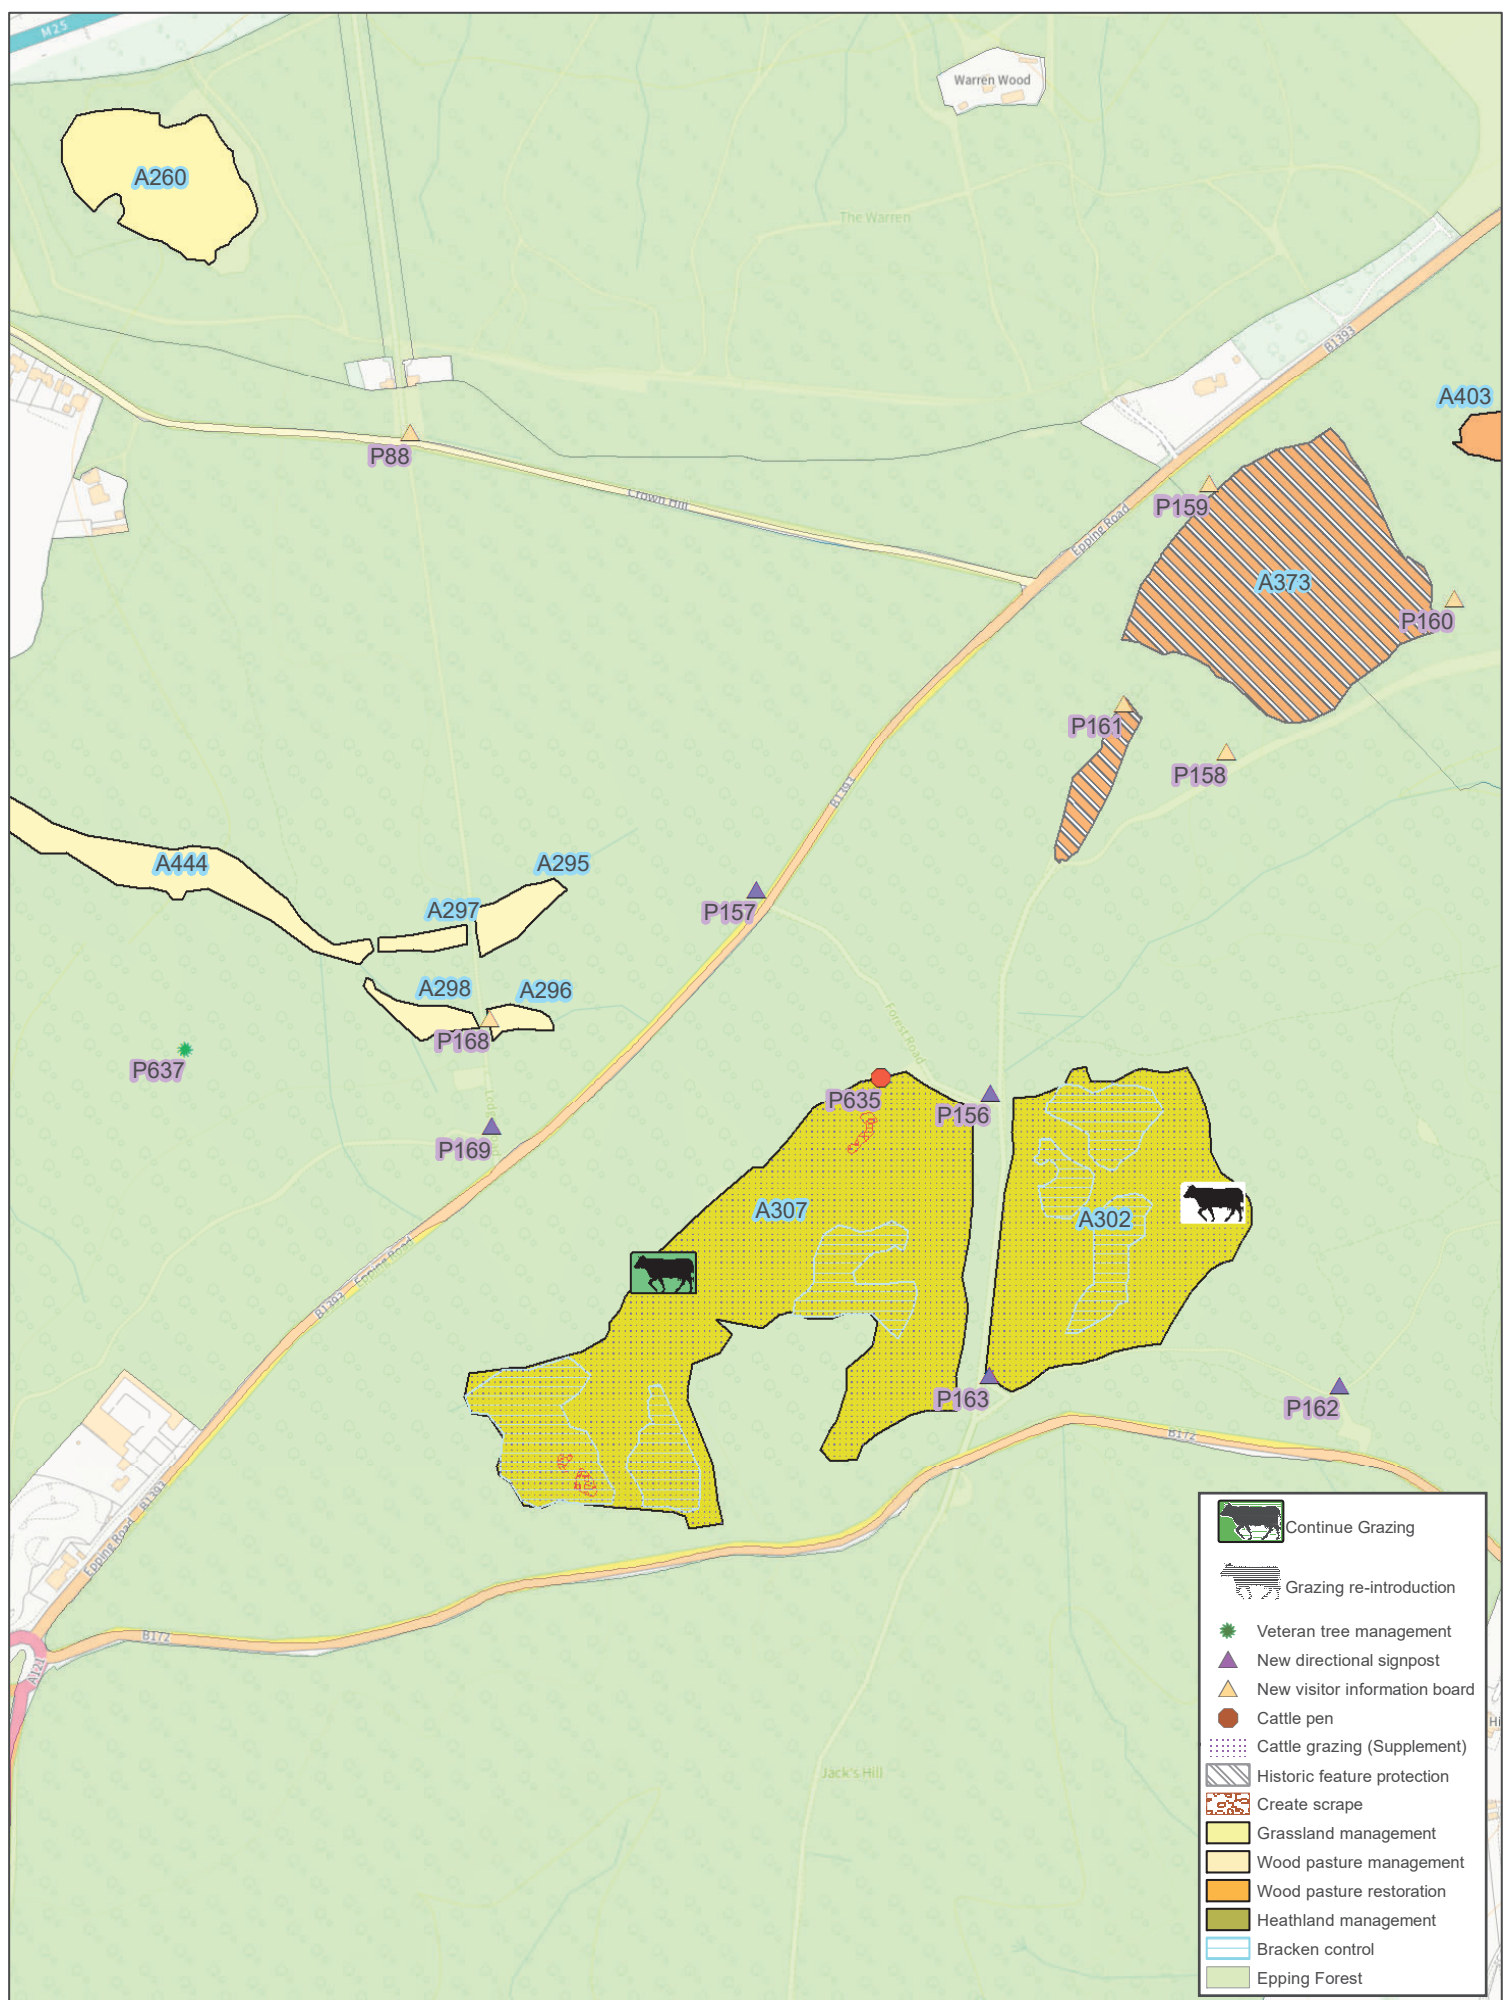 M25
Warren Wood
A260
The Warren
B1393
A403
P88
Crown Hill
P159
Epping Road
A373
P160
P161
P158
B1393
A444
A295
A297
P157
A298
A296
Forest Road
P168
P637
P635
P156
P169
A307
A302
Epping Road
B1393
P163
P162
B172
B1393
Epping Road
B172
A121
Jack's Hill
Hi
Continue Grazing
Grazing re-introduction
Veteran tree management
New directional signpost
New visitor information board
Cattle pen
Cattle grazing (Supplement)
Historic feature protection
Create scrape
Grassland management
Wood pasture management
Wood pasture restoration
Heathland management
Bracken control
Epping Forest